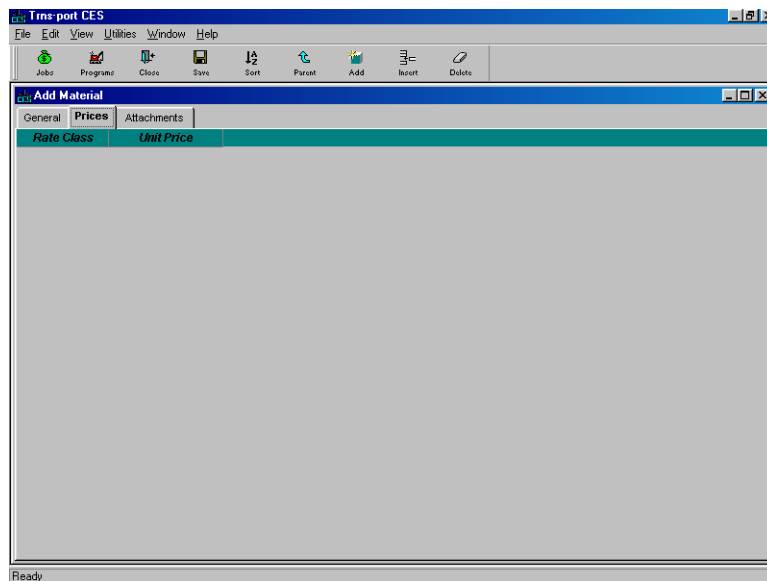 Trns·port CES
File Edit View Utilities Window Help
Jobs Programs Close Save Sort Parent Add Insert Delete
Add Material
General Prices Attachments
Rate Class Unit Price
Ready